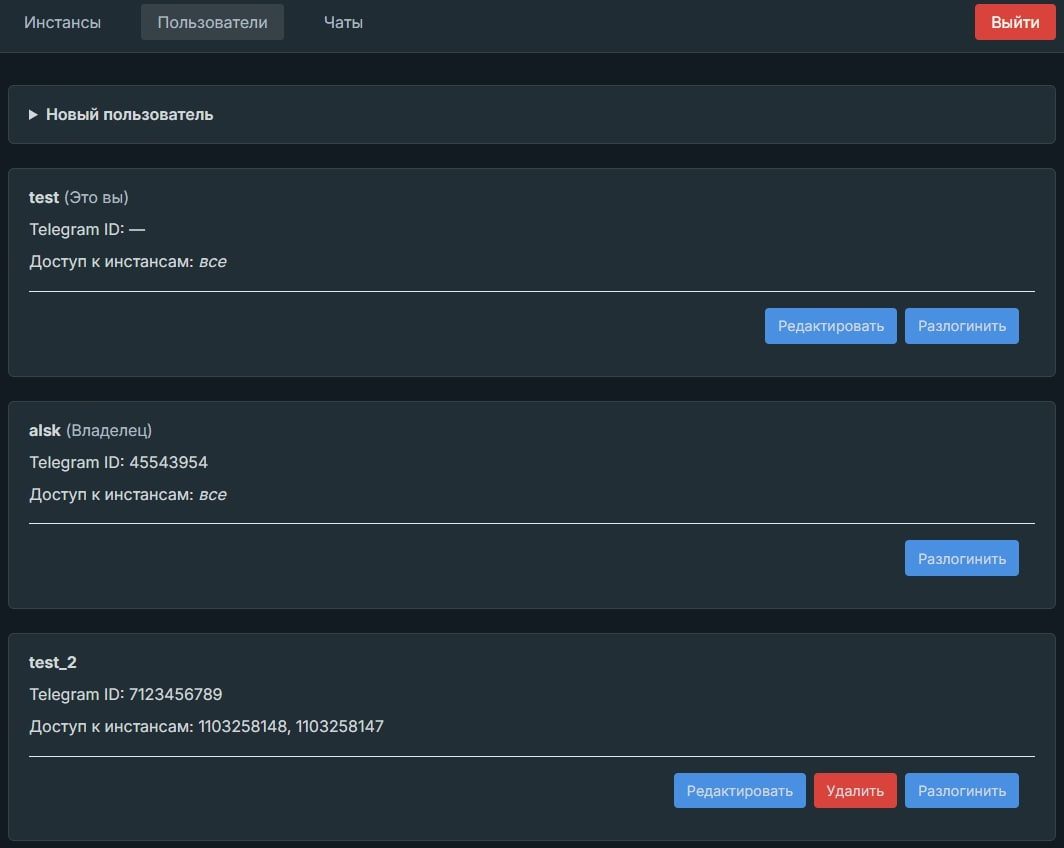 Инстансы Пользователи Чаты Выйти
Новый пользователь
test (Это вы)
Telegram ID: —
Доступ к инстансам: все
Редактировать Разлогинить
alsk (Владелец)
Telegram ID: 45543954
Доступ к инстансам: все
Разлогинить
test_2
Telegram ID: 7123456789
Доступ к инстансам: 1103258148, 1103258147
Редактировать Удалить Разлогинить